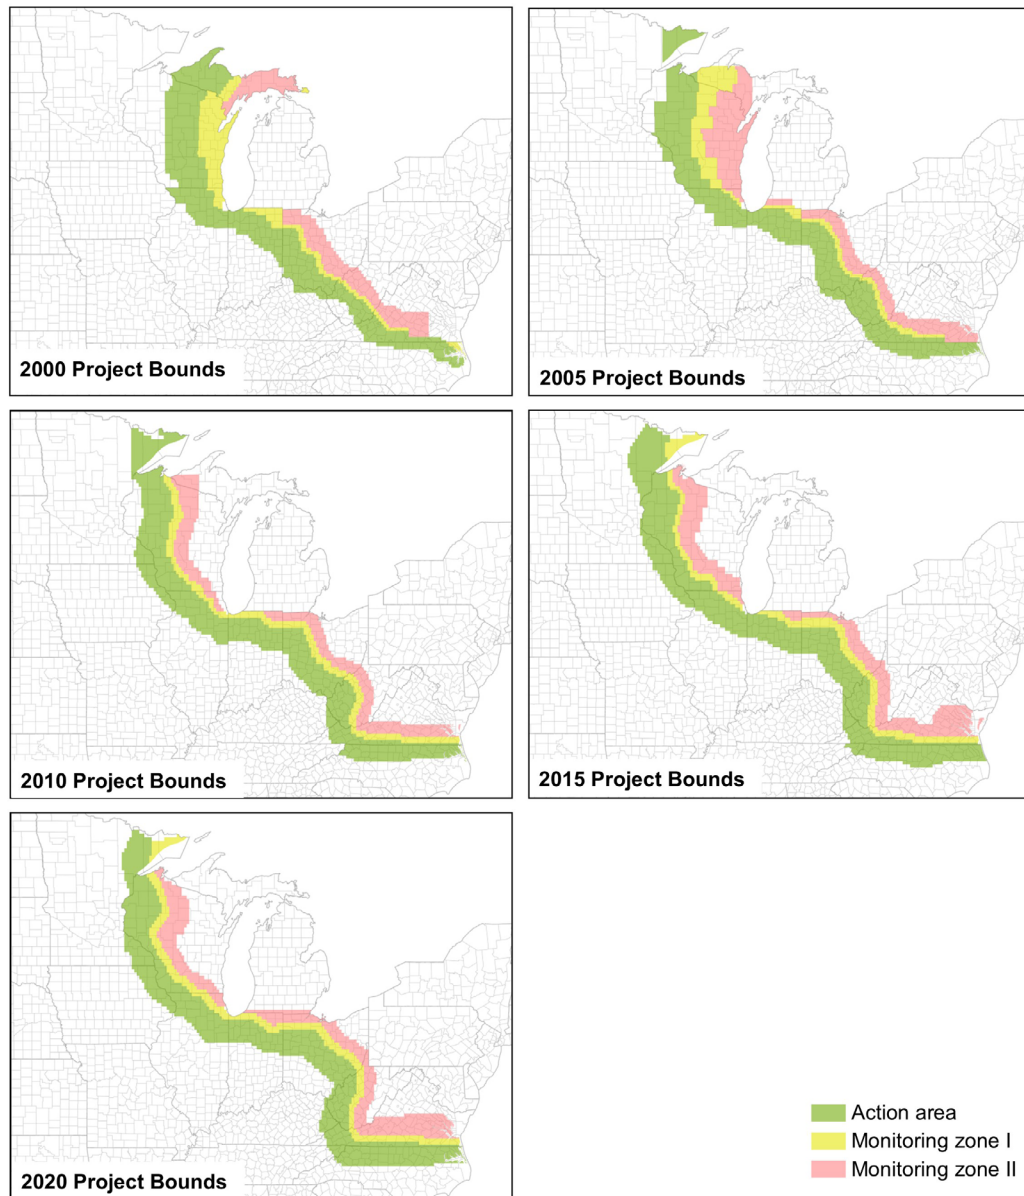 2000 Project Bounds
2005 Project Bounds
2010 Project Bounds
2015 Project Bounds
2020 Project Bounds
Action area
Monitoring zone I
Monitoring zone II